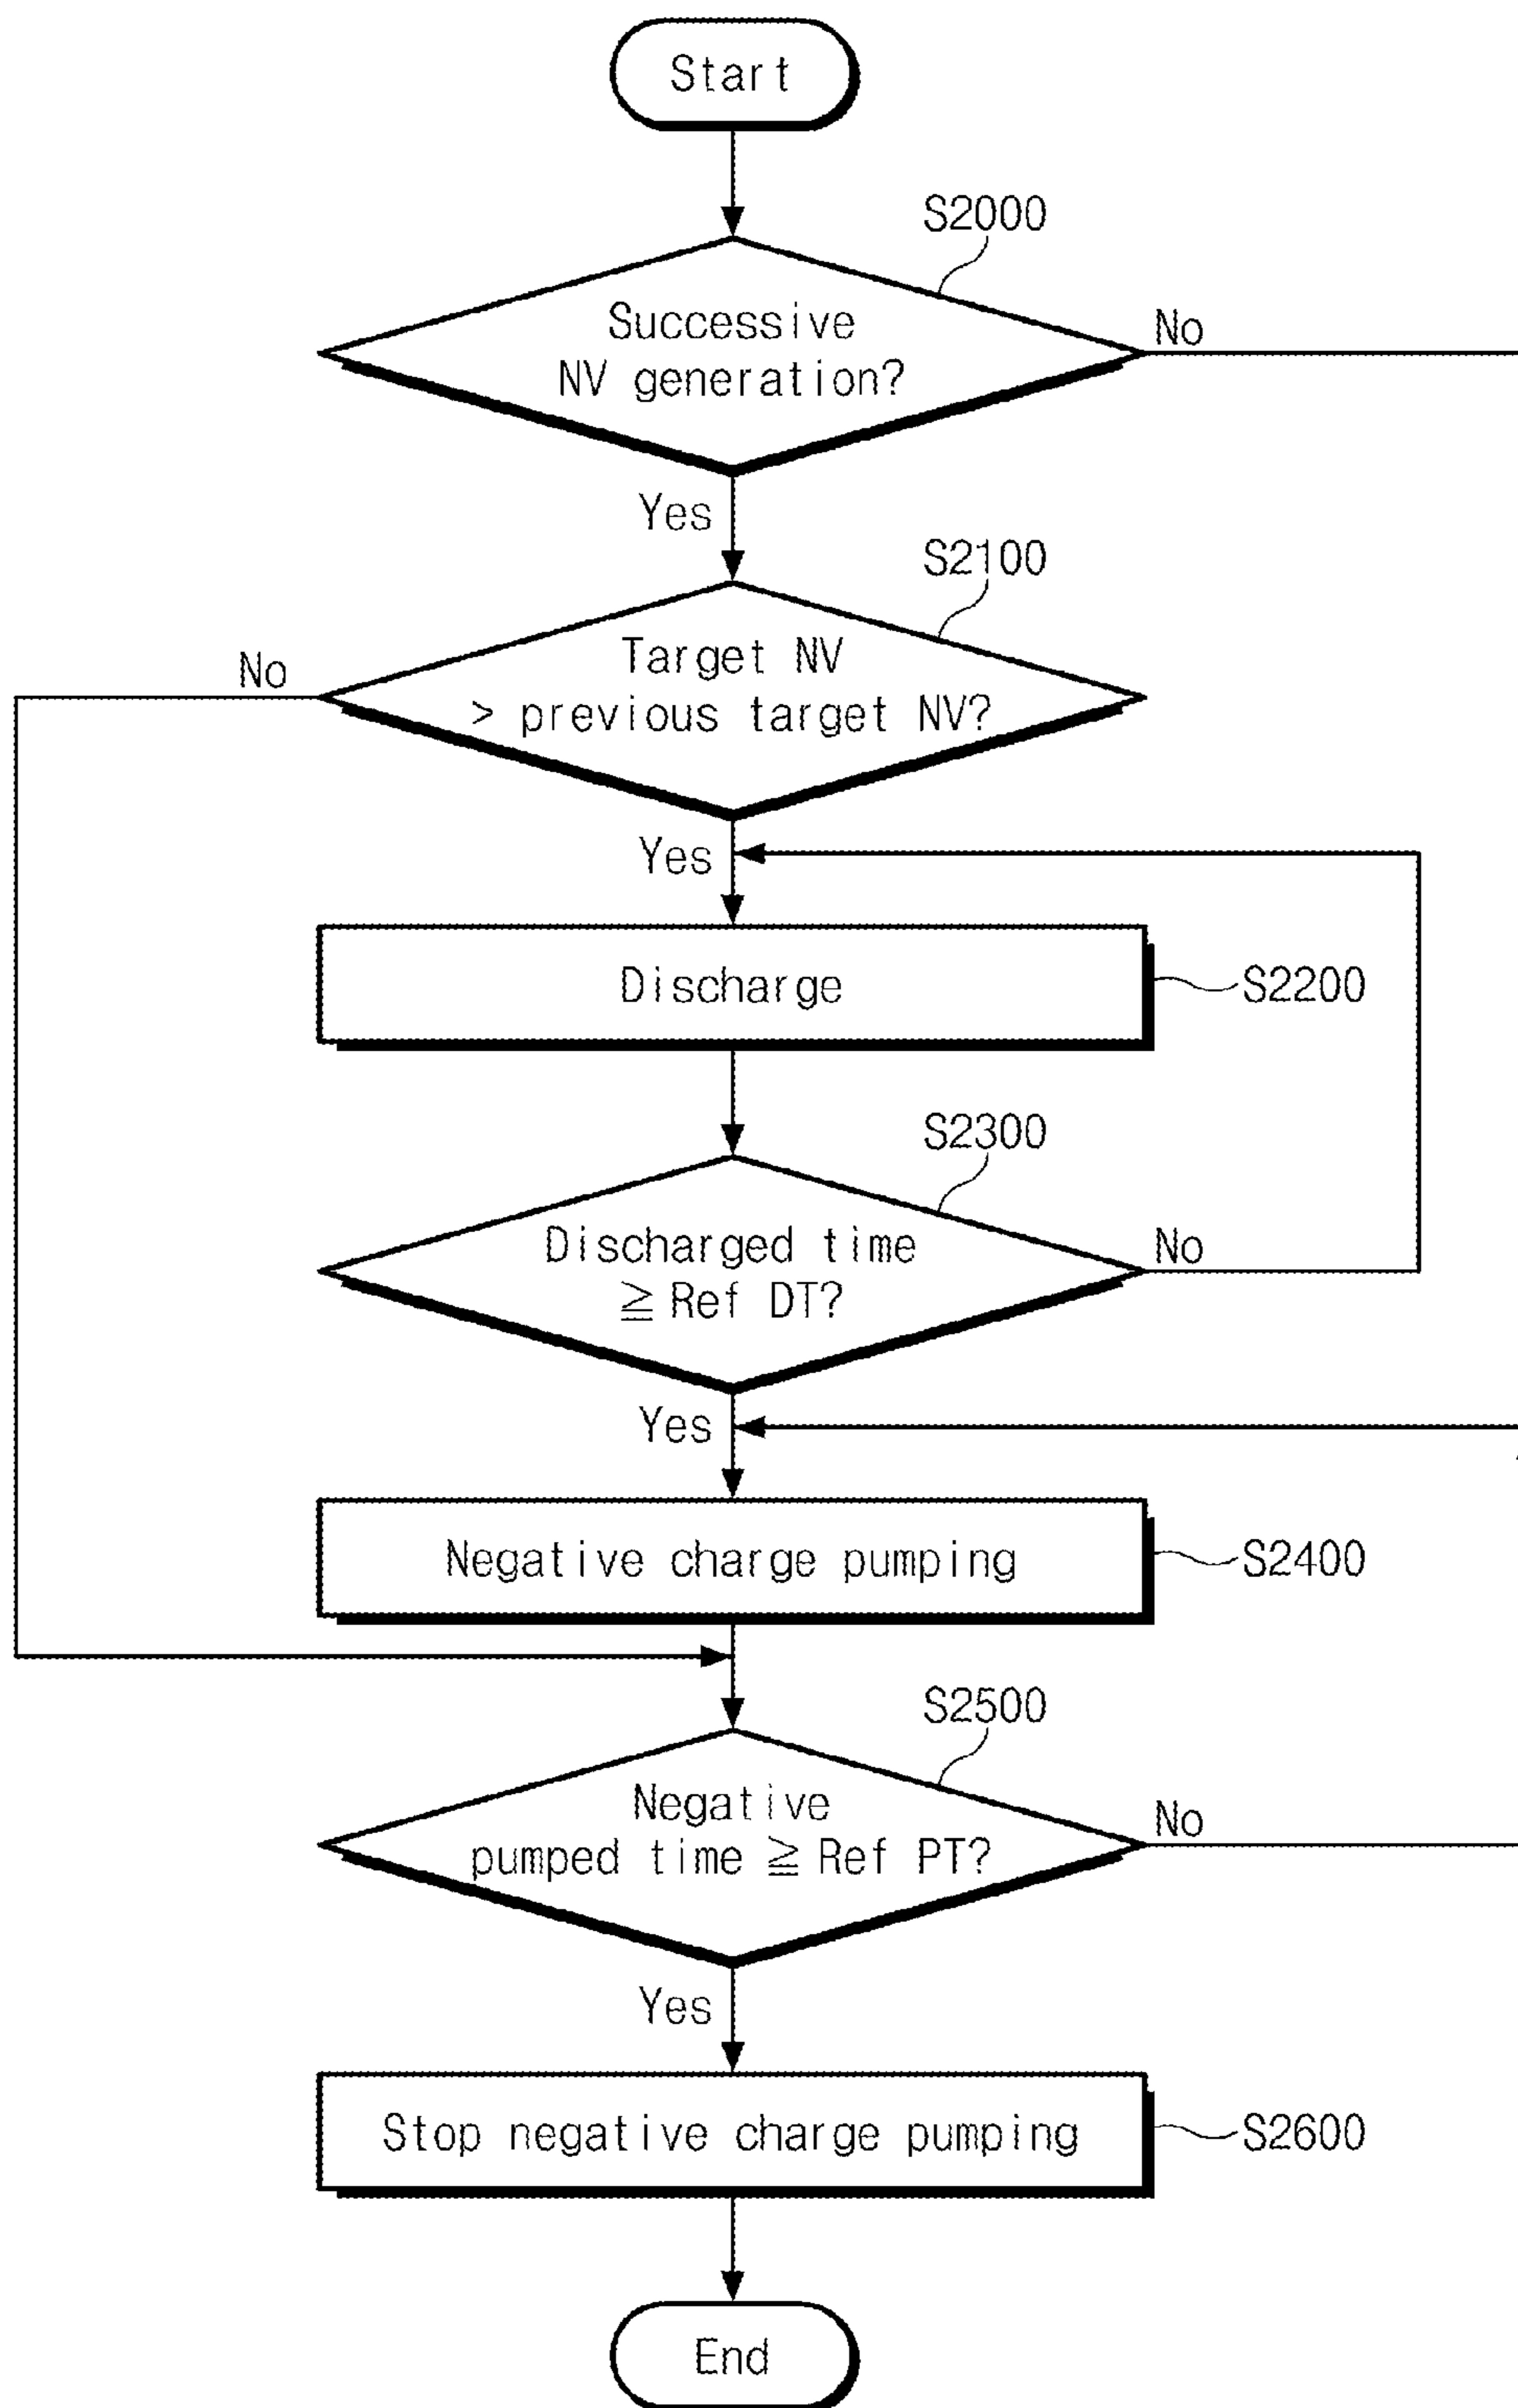 Start
S2000
Successive
NV generation?
No
Yes
S2100
Target NV
> previous target NV?
No
Yes
Discharge
S2200
S2300
Discharged time
≧ Ref DT?
No
Yes
Negative charge pumping
S2400
S2500
Negative
pumped time ≧ Ref PT?
No
Yes
Stop negative charge pumping
S2600
End